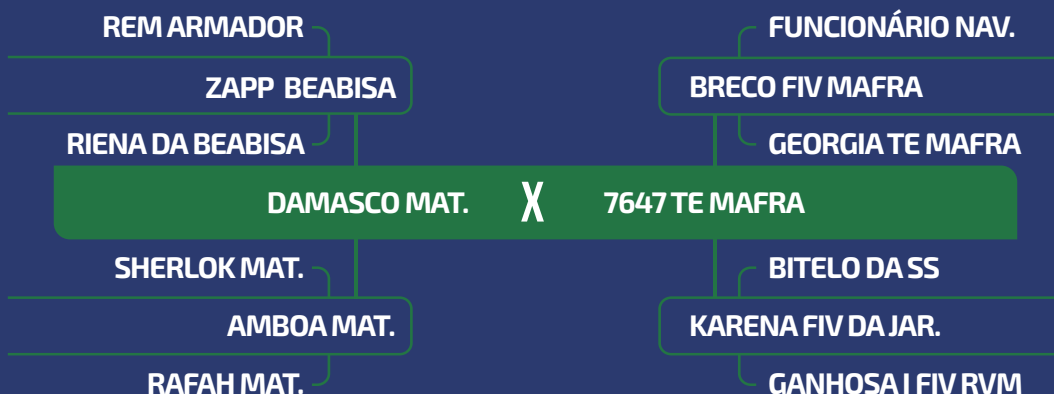 REM ARMADOR
FUNCIONÁRIO NAV.
ZAPP BEABISA
BRECO FIV MAFRA
RIENA DA BEABISA
GEORGIA TE MAFRA
DAMASCO MAT. X 7647 TE MAFRA
SHERLOK MAT.
BITELO DA SS
AMBOA MAT.
KARENA FIV DA JAR.
RAFAH MAT.
GANHOSA I FIV RVM